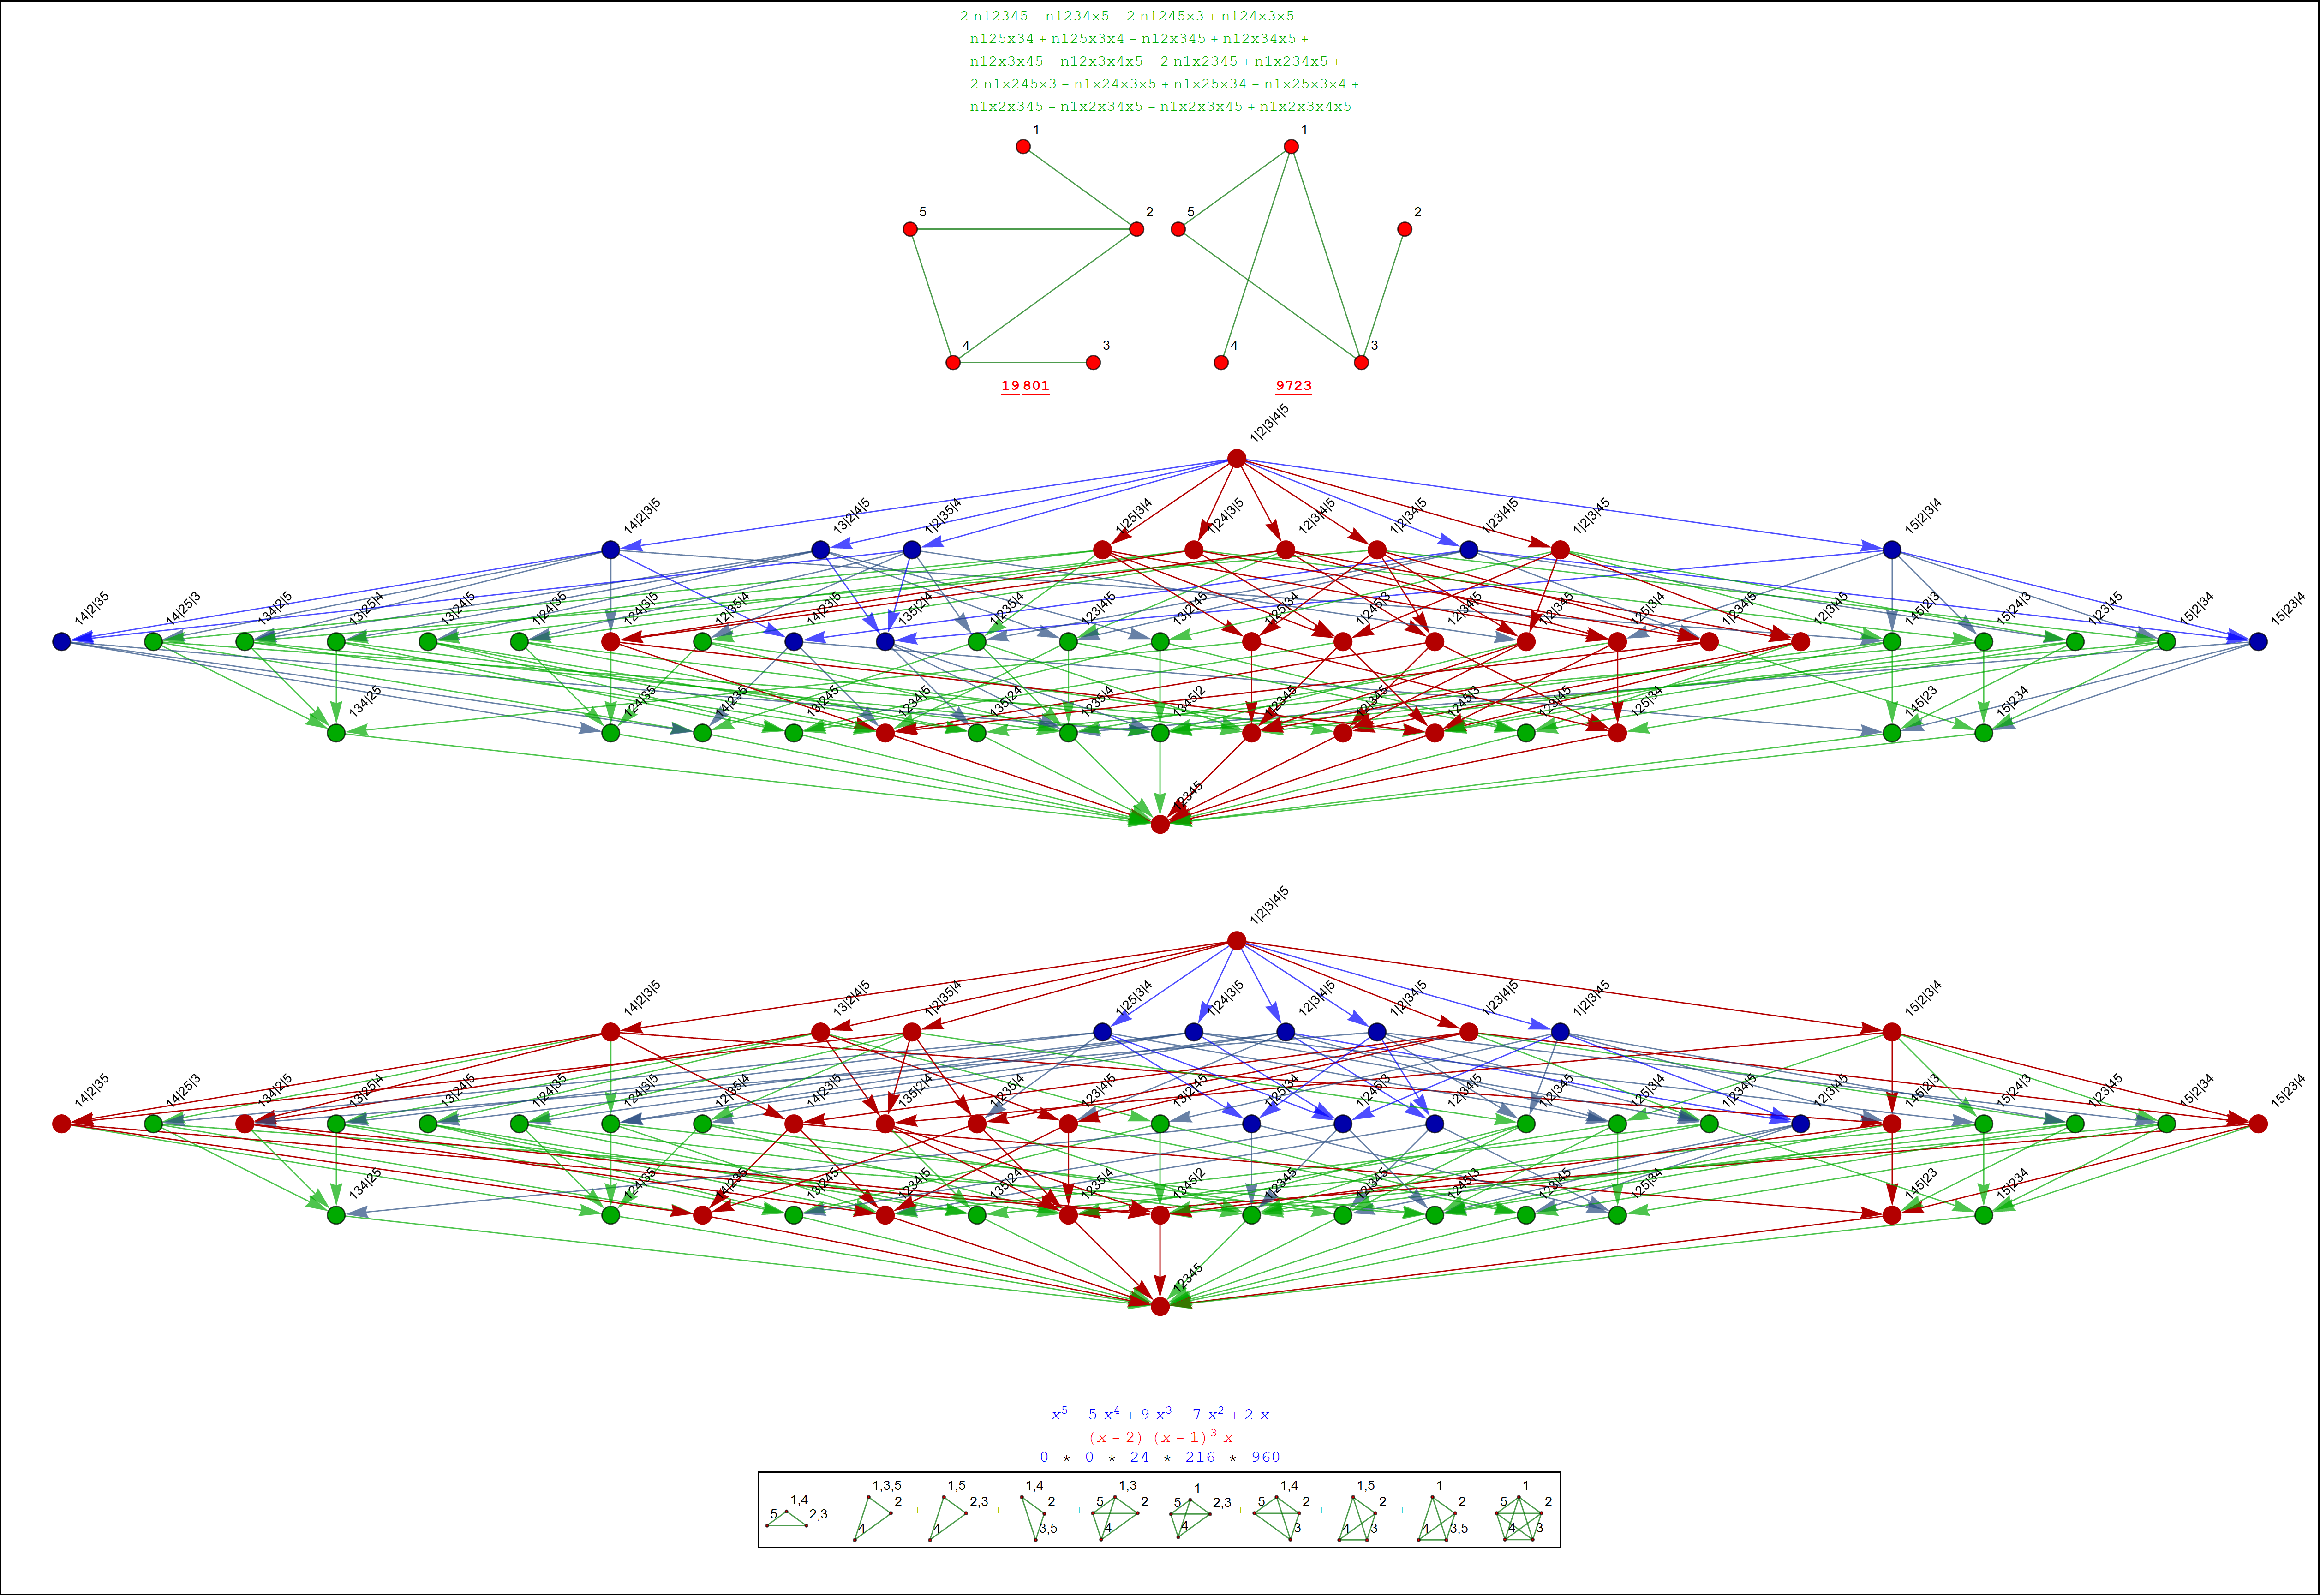 2 n12345 − n1234x5 − 2 n1245x3 + n124x3x5 −
n125x34 + n125x3x4 − n12x345 + n12x34x5 +
n12x3x45 − n12x3x4x5 − 2 n1x2345 + n1x234x5 +
2 n1x245x3 − n1x24x3x5 + n1x25x34 − n1x25x3x4 +
n1x2x345 − n1x2x34x5 − n1x2x3x45 + n1x2x3x4x5
1 1
5 2 5 2
4 3 4 3
19 801 9723
1|2|3|4|5
14|2|3|5 13|2|4|5 1|2|35|4 1|25|3|4 1|24|3|5 12|3|4|5 1|2|34|5 1|23|4|5 1|2|3|45 15|2|3|4
14|2|35 14|25|3 134|2|5 13|25|4 13|24|5 1|24|35 124|3|5 12|35|4 14|23|5 135|2|4 1|235|4 123|4|5 13|2|45 1|25|34 1|245|3 12|34|5 1|2|345 125|3|4 1|234|5 12|3|45 145|2|3 15|24|3 1|23|45 15|2|34 15|23|4
134|25 124|35 14|235 13|245 1234|5 135|24 1235|4 1345|2 1|2345 12|345 1245|3 123|45 125|34 145|23 15|234
12345
1|2|3|4|5
14|2|3|5 13|2|4|5 1|2|35|4 1|25|3|4 1|24|3|5 12|3|4|5 1|2|34|5 1|23|4|5 1|2|3|45 15|2|3|4
14|2|35 14|25|3 134|2|5 13|25|4 13|24|5 1|24|35 124|3|5 12|35|4 14|23|5 135|2|4 1|235|4 123|4|5 13|2|45 1|25|34 1|245|3 12|34|5 1|2|345 125|3|4 1|234|5 12|3|45 145|2|3 15|24|3 1|23|45 15|2|34 15|23|4
134|25 124|35 14|235 13|245 1234|5 135|24 1235|4 1345|2 1|2345 12|345 1245|3 123|45 125|34 145|23 15|234
12345
x⁵ − 5 x⁴ + 9 x³ − 7 x² + 2 x
(x − 2) (x − 1)³ x
0 * 0 * 24 * 216 * 960
1,4 5 2,3 + 1,3,5 2 4 + 1,5 2,3 4 + 1,4 2 3,5 + 1,3 5 2 4 + 1 5 2,3 4 + 1,4 5 2 3 + 1,5 2 4 3 + 1 2 4 3,5 + 1 5 2 4 3